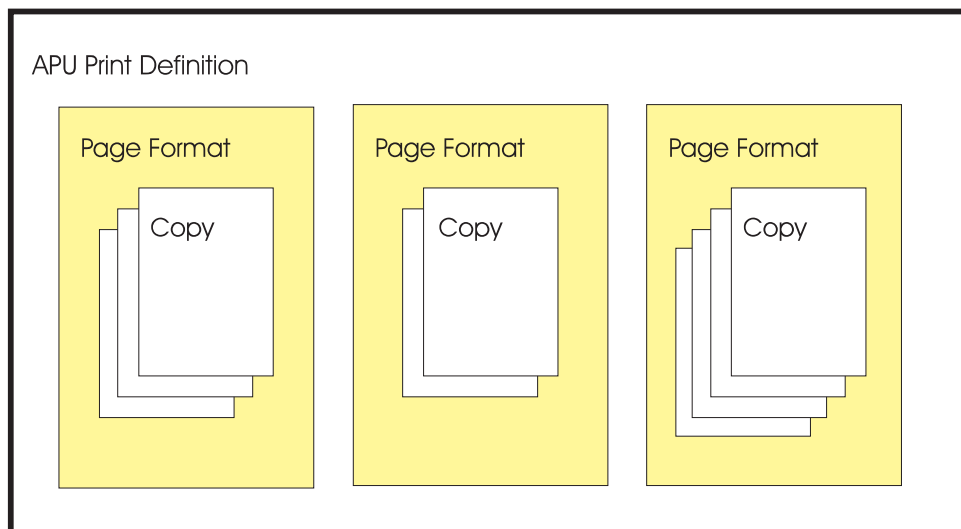 APU Print Definition
Page Format
Copy
Page Format
Copy
Page Format
Copy